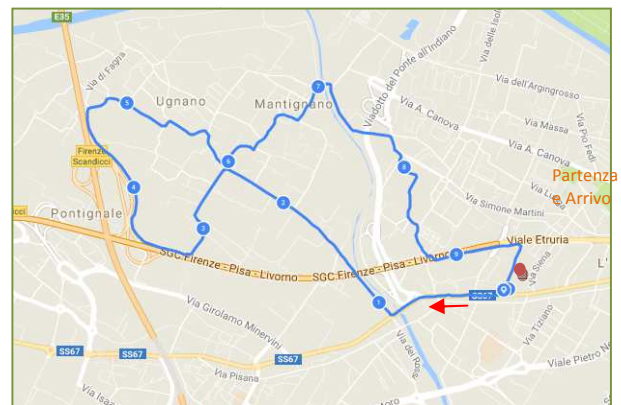 E35
Via di Fagna
Viadotto del Ponte all'Indiano
Via delle Isole
Via dell'Argingrosso
7
5
Ugnano
Mantignano
Via A. Canova
Via Massa
Via Pio Fedi
Via A. Canova
Firenze
Scandicci
6
8
Partenza
e Arrivo
4
2
Via Simone Martini
Pontignale
3
9
Viale Etruria
SGC Firenze - Pisa - Livorno
SGC Firenze - Pisa - Livorno
Via Siena
L'
1
SS67
Via Girolamo Minervini
Via Tiziano
SS67
SS67
SS67
Via Pisana
Viale Pietro